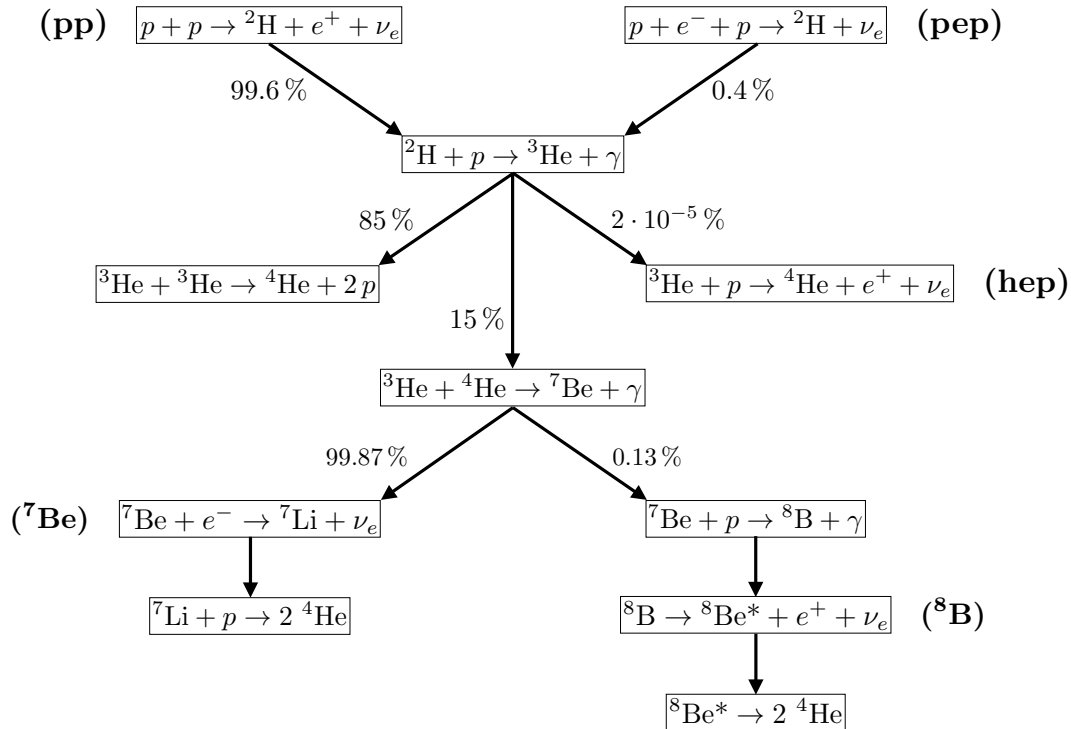 (pp) p + p → ²H + e⁺ + νₑ p + e⁻ + p → ²H + νₑ (pep)
99.6 % 0.4 %
²H + p → ³He + γ
85 % 2 · 10⁻⁵ %
³He + ³He → ⁴He + 2 p ³He + p → ⁴He + e⁺ + νₑ (hep)
15 %
³He + ⁴He → ⁷Be + γ
99.87 % 0.13 %
(⁷Be) ⁷Be + e⁻ → ⁷Li + νₑ ⁷Be + p → ⁸B + γ
⁷Li + p → 2 ⁴He ⁸B → ⁸Be* + e⁺ + νₑ (⁸B)
⁸Be* → 2 ⁴He